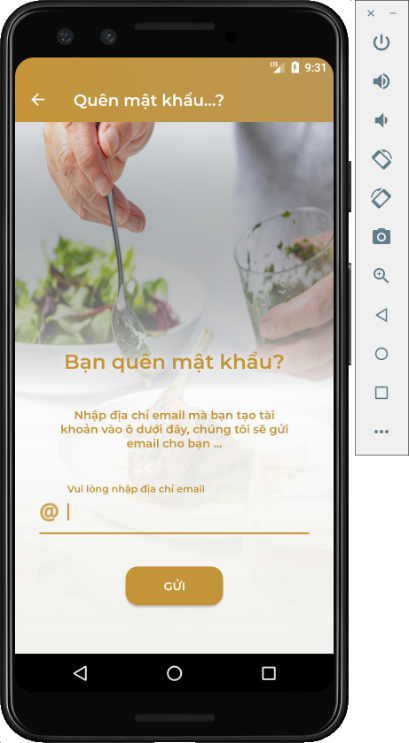 LTE 9:31
Quên mật khẩu...?
Bạn quên mật khẩu?
Nhập địa chỉ email mà bạn tạo tài
khoản vào ô dưới đây, chúng tôi sẽ gửi
email cho bạn ...
Vui lòng nhập địa chỉ email
@
GỬI